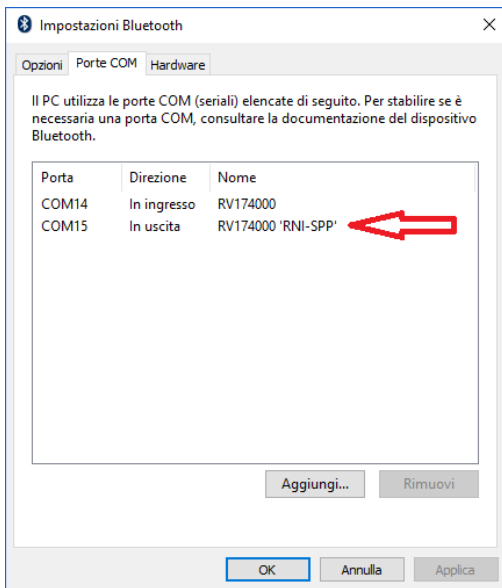 Impostazioni Bluetooth
Opzioni Porte COM Hardware
Il PC utilizza le porte COM (seriali) elencate di seguito. Per stabilire se è
necessaria una porta COM, consultare la documentazione del dispositivo
Bluetooth.
Porta Direzione Nome
COM14 In ingresso RV174000
COM15 In uscita RV174000 'RNI-SPP'
Aggiungi... Rimuovi
OK Annulla Applica